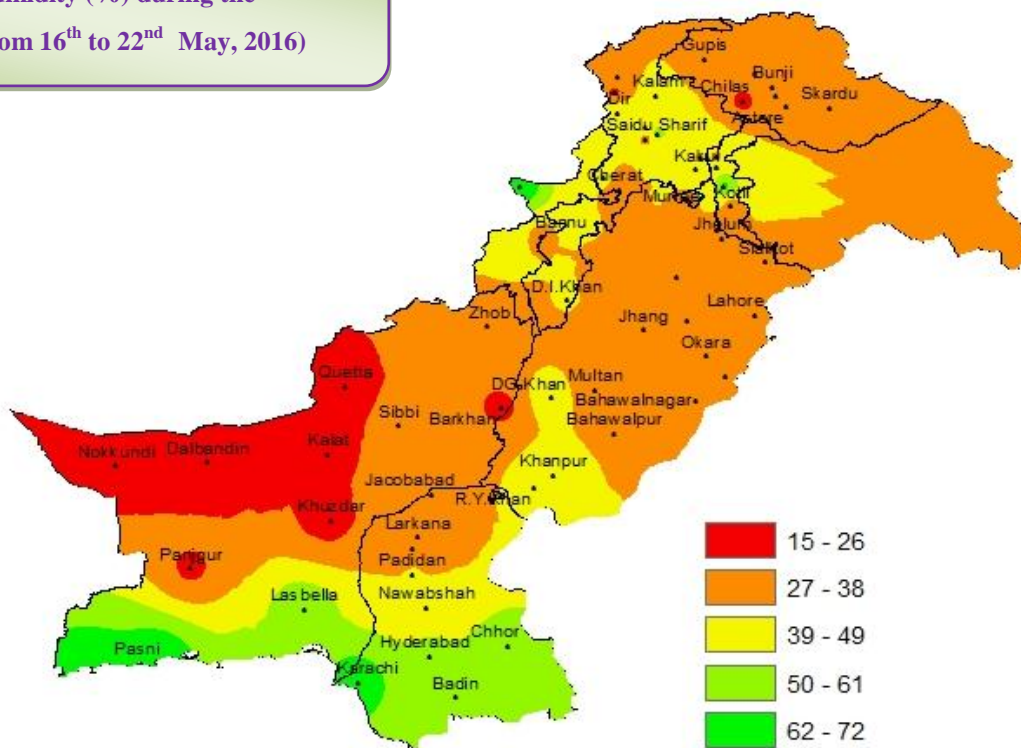 (%) during the
16th to 22nd May, 2016)
Gupis
Bunji
Kalam
Chilas
Skardu
Dir
Astore
Saidu Sharif
Kakul
Cherat
Kotli
Bannu
Jhelum
Sialkot
D.I.Khan
Lahore
Zhob
Jhang
Okara
Quetta
DG.Khan
Multan
Bahawalnagar
Sibbi
Barkhan
Bahawalpur
Nokkundi
Dalbandin
Kalat
Khanpur
Jacobabad
R.Y.Khan
Khuzdar
Larkana
15 - 26
Panjgur
Padidan
27 - 38
Lasbella
Nawabshah
39 - 49
Chhor
Pasni
Hyderabad
Karachi
50 - 61
Badin
62 - 72